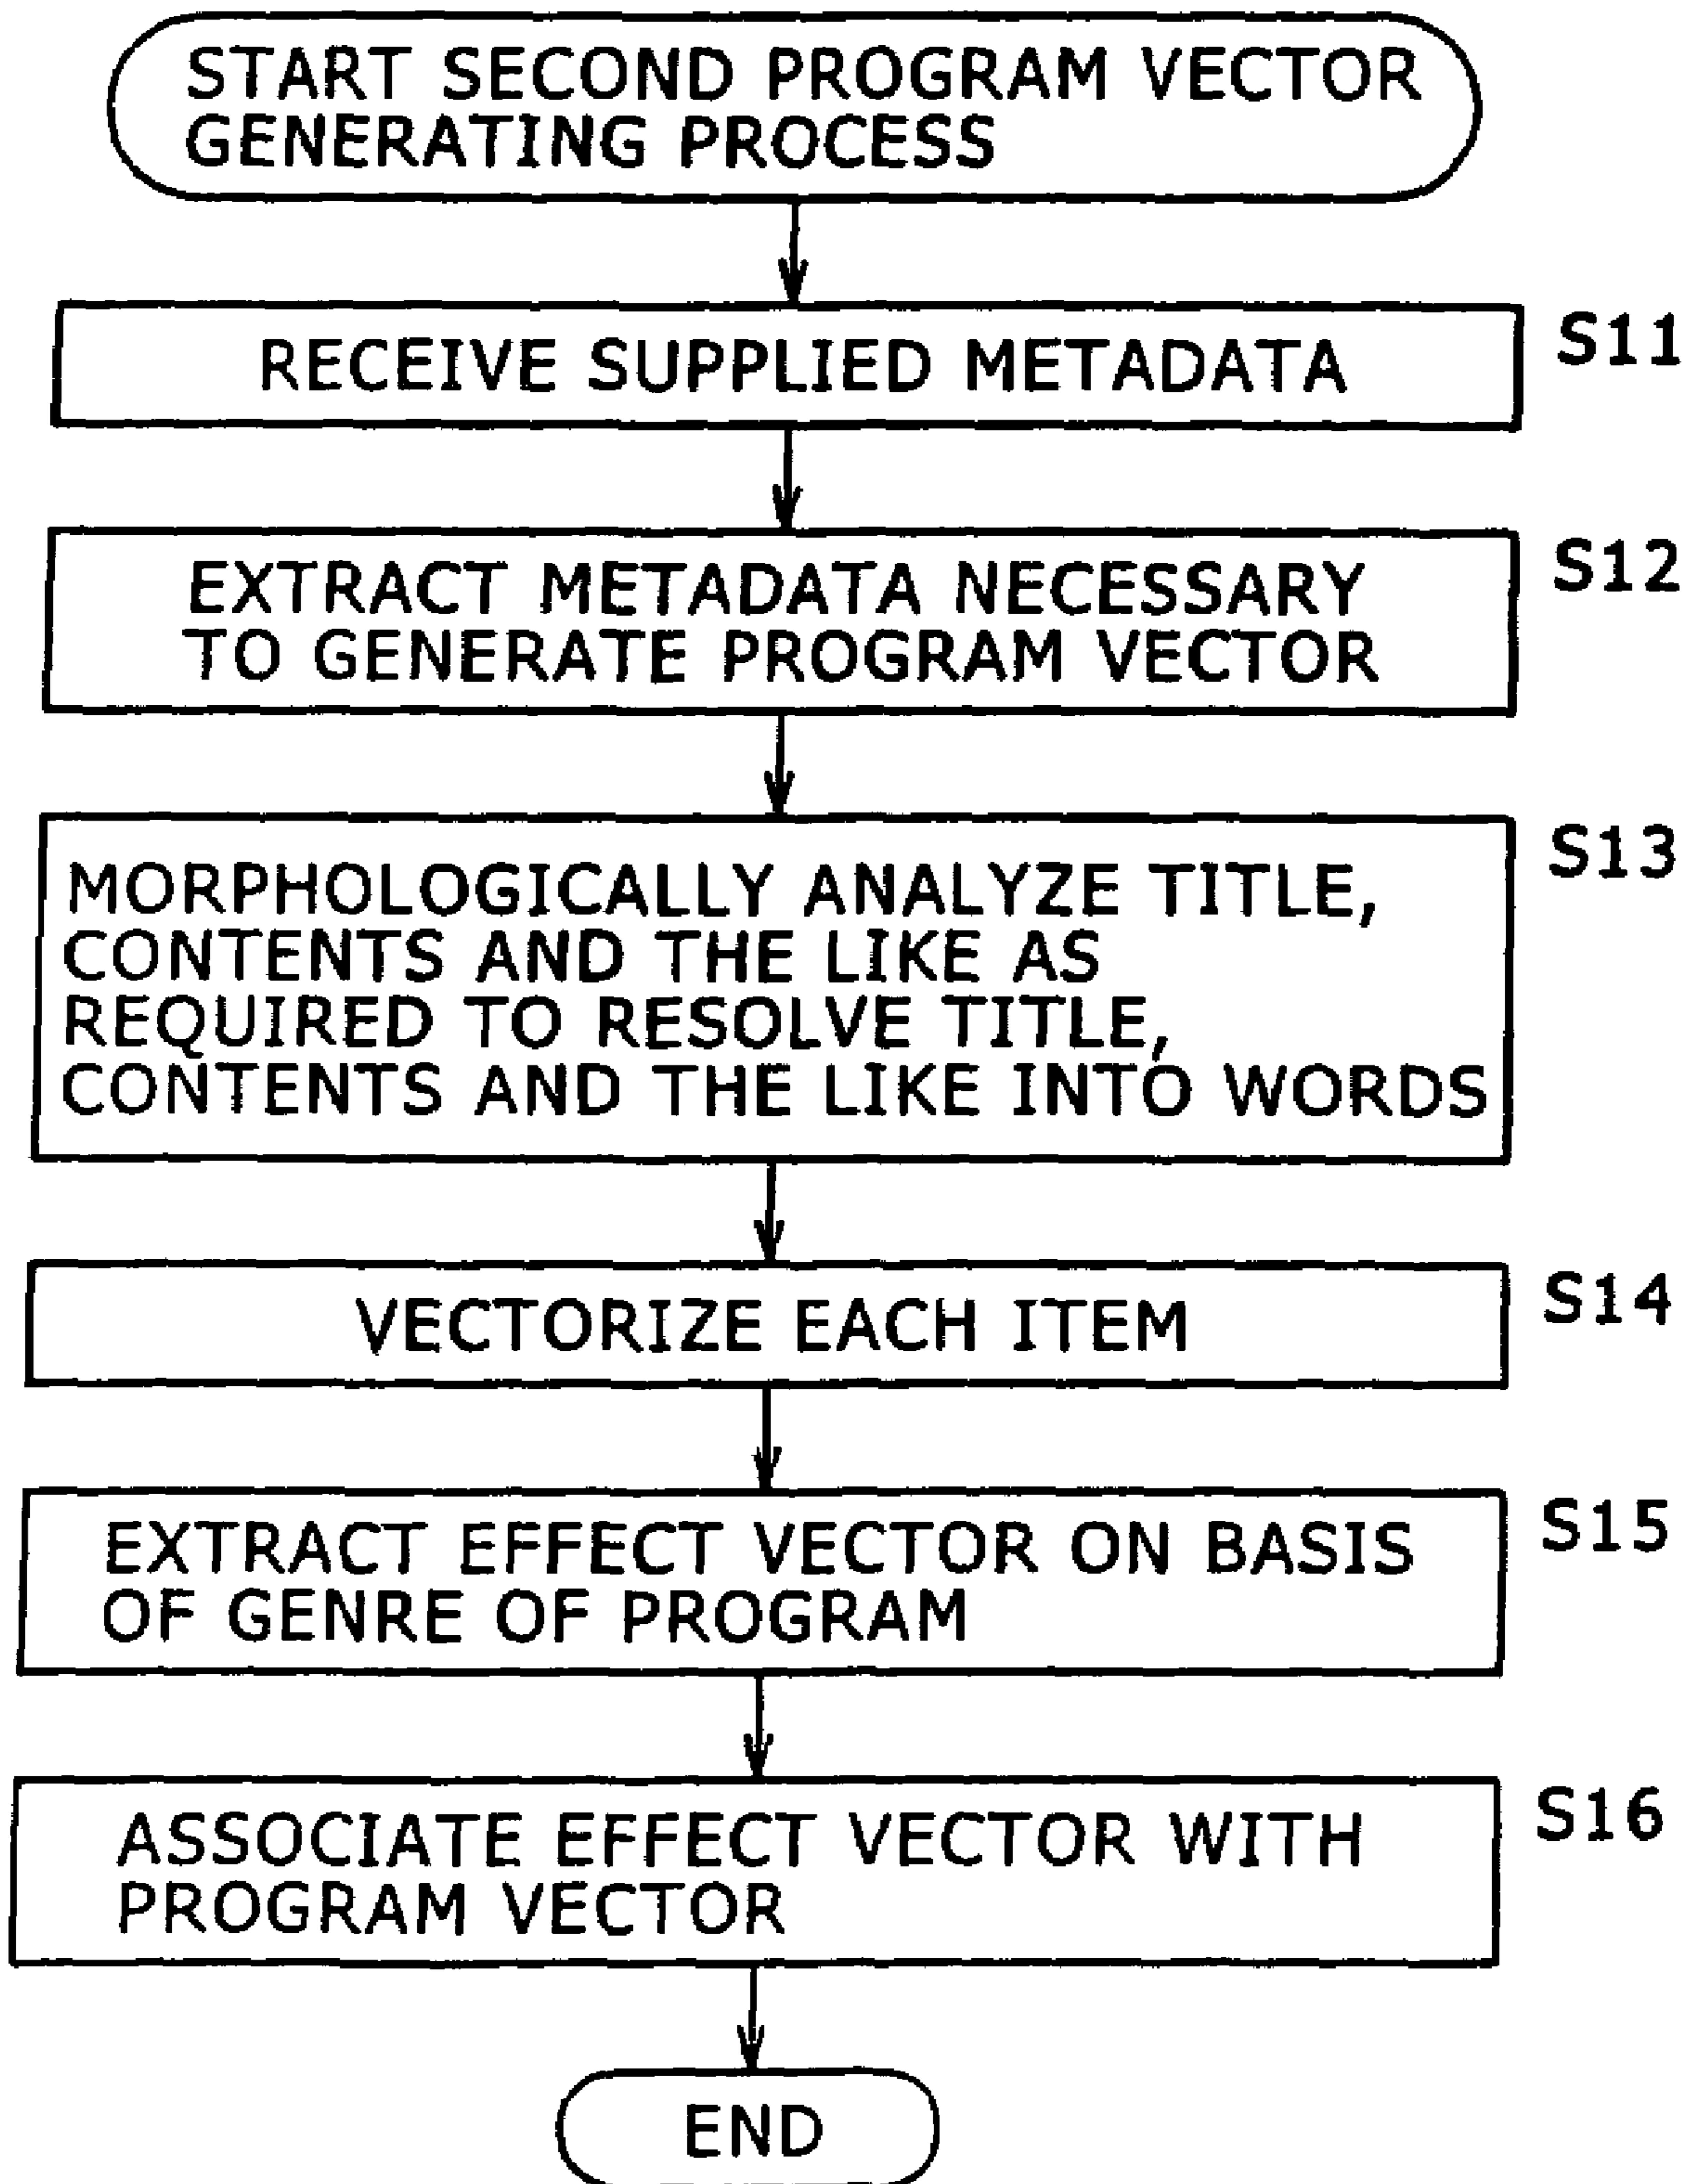 START SECOND PROGRAM VECTOR
GENERATING PROCESS
RECEIVE SUPPLIED METADATA
S11
EXTRACT METADATA NECESSARY
TO GENERATE PROGRAM VECTOR
S12
MORPHOLOGICALLY ANALYZE TITLE,
CONTENTS AND THE LIKE AS
REQUIRED TO RESOLVE TITLE,
CONTENTS AND THE LIKE INTO WORDS
S13
VECTORIZE EACH ITEM
S14
EXTRACT EFFECT VECTOR ON BASIS
OF GENRE OF PROGRAM
S15
ASSOCIATE EFFECT VECTOR WITH
PROGRAM VECTOR
S16
END